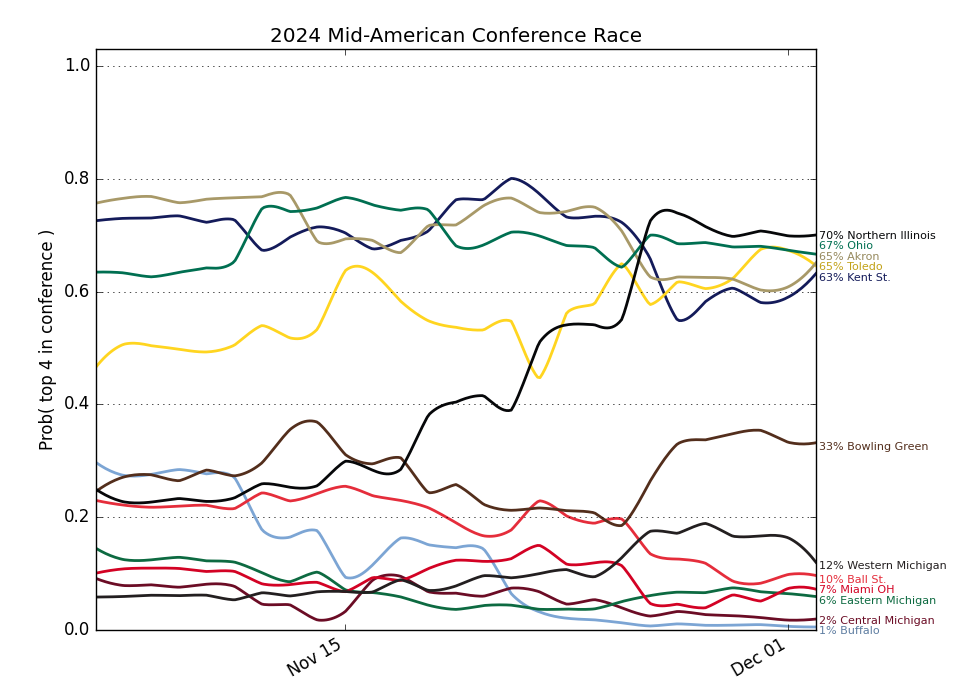 2024 Mid-American Conference Race
Prob( top 4 in conference )
1.0
0.8
0.6
0.4
0.2
0.0
Nov 15
Dec 01
70% Northern Illinois
67% Ohio
65% Akron
65% Toledo
63% Kent St.
33% Bowling Green
12% Western Michigan
10% Ball St.
7% Miami OH
6% Eastern Michigan
2% Central Michigan
1% Buffalo